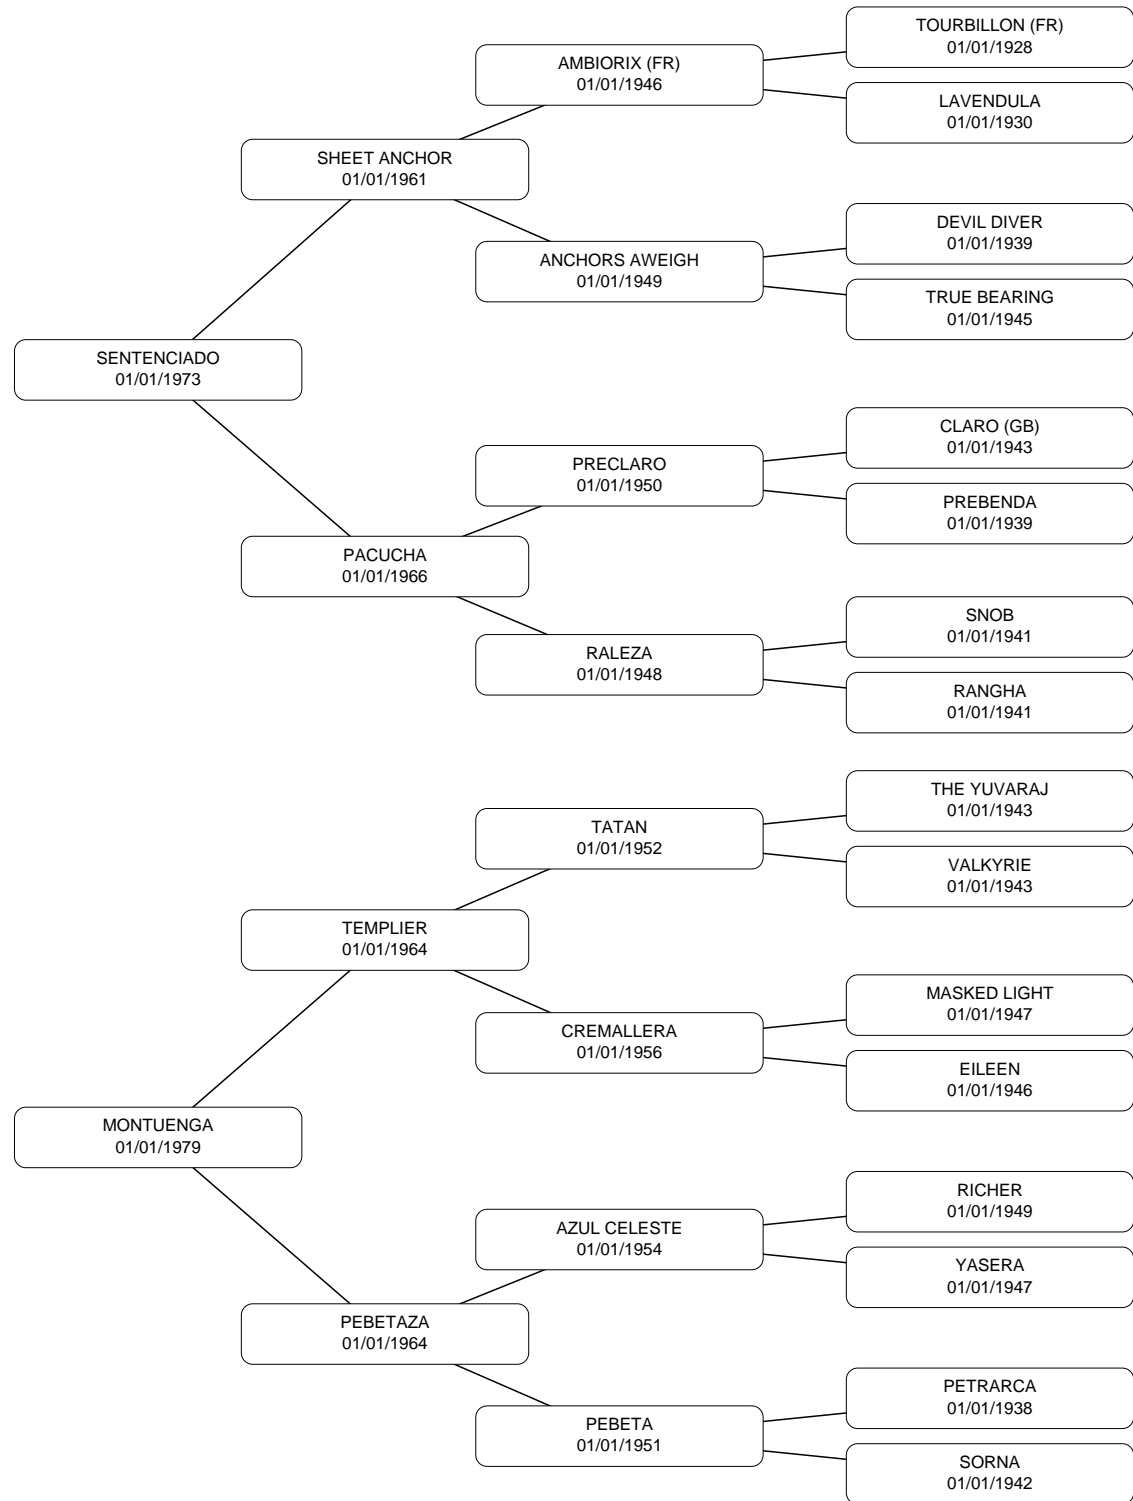 TOURBILLON (FR)
01/01/1928
AMBIORIX (FR)
01/01/1946
LAVENDULA
01/01/1930
SHEET ANCHOR
01/01/1961
DEVIL DIVER
01/01/1939
ANCHORS AWEIGH
01/01/1949
TRUE BEARING
01/01/1945
SENTENCIADO
01/01/1973
CLARO (GB)
01/01/1943
PRECLARO
01/01/1950
PREBENDA
01/01/1939
PACUCHA
01/01/1966
SNOB
01/01/1941
RALEZA
01/01/1948
RANGHA
01/01/1941
THE YUVARAJ
01/01/1943
TATAN
01/01/1952
VALKYRIE
01/01/1943
TEMPLIER
01/01/1964
MASKED LIGHT
01/01/1947
CREMALLERA
01/01/1956
EILEEN
01/01/1946
MONTUENGA
01/01/1979
RICHER
01/01/1949
AZUL CELESTE
01/01/1954
YASERA
01/01/1947
PEBETAZA
01/01/1964
PETRARCA
01/01/1938
PEBETA
01/01/1951
SORNA
01/01/1942